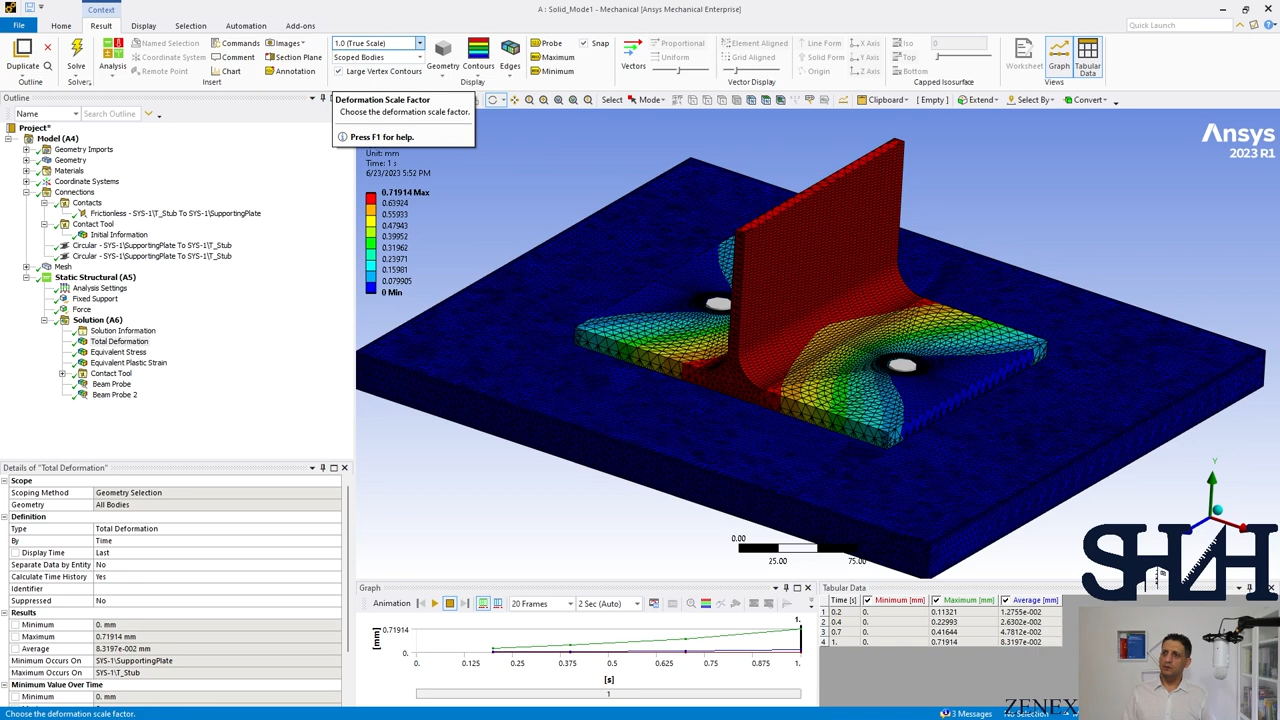 Context
A : Solid_Mode1 - Mechanical [Ansys Mechanical Enterprise]
File
Home
Result
Display
Selection
Automation
Add-ons
Quick Launch
Duplicate
Outline
Solve
Solver
Analysis
Named Selection
Coordinate System
Remote Point
Commands
Comment
Chart
Images
Section Plane
Annotation
Insert
1.0 (True Scale)
Scoped Bodies
Large Vertex Contours
Geometry
Contours
Edges
Display
Probe
Maximum
Minimum
Snap
Vectors
Proportional
Uniform
Element Aligned
Grid Aligned
Line Form
Solid Form
Origin
X Axis
Y Axis
Z Axis
Vector Display
Iso
Top
Bottom
0
Capped Isosurface
Worksheet
Graph
Tabular
Data
Views
Outline
Name
Search Outline
Select
Mode
Clipboard
[ Empty ]
Extend
Select By
Convert
Deformation Scale Factor
Choose the deformation scale factor.
Press F1 for help.
Project*
Model (A4)
Geometry Imports
Geometry
Materials
Coordinate Systems
Connections
Contacts
Frictionless - SYS-1\T_Stub To SYS-1\SupportingPlate
Contact Tool
Initial Information
Circular - SYS-1\SupportingPlate To SYS-1\T_Stub
Circular - SYS-1\SupportingPlate To SYS-1\T_Stub
Mesh
Static Structural (A5)
Analysis Settings
Fixed Support
Force
Solution (A6)
Solution Information
Total Deformation
Equivalent Stress
Equivalent Plastic Strain
Contact Tool
Beam Probe
Beam Probe 2
Unit: mm
Time: 1 s
6/23/2023 5:52 PM
0.71914 Max
0.63924
0.55933
0.47943
0.39952
0.31962
0.23971
0.15981
0.079905
0 Min
Ansys
2023 R1
Y
0.00
25.00
75.00
Details of "Total Deformation"
Scope
Scoping Method Geometry Selection
Geometry All Bodies
Definition
Type Total Deformation
By Time
Display Time Last
Separate Data by Entity No
Calculate Time History Yes
Identifier
Suppressed No
Results
Minimum 0. mm
Maximum 0.71914 mm
Average 8.3197e-002 mm
Minimum Occurs On SYS-1\SupportingPlate
Maximum Occurs On SYS-1\T_Stub
Minimum Value Over Time
Minimum 0. mm
Graph
Animation
20 Frames
2 Sec (Auto)
1.
0.71914
[mm]
0.
0. 0.125 0.25 0.375 0.5 0.625 0.75 0.875 1.
[s]
1
Tabular Data
Time [s] Minimum [mm] Maximum [mm] Average [mm]
1 0.2 0. 0.11321 1.2755e-002
2 0.4 0. 0.22993 2.6302e-002
3 0.7 0. 0.41644 4.7812e-002
4 1. 0. 0.71914 8.3197e-002
ZENEX
Choose the deformation scale factor.
3 Messages
No Selection